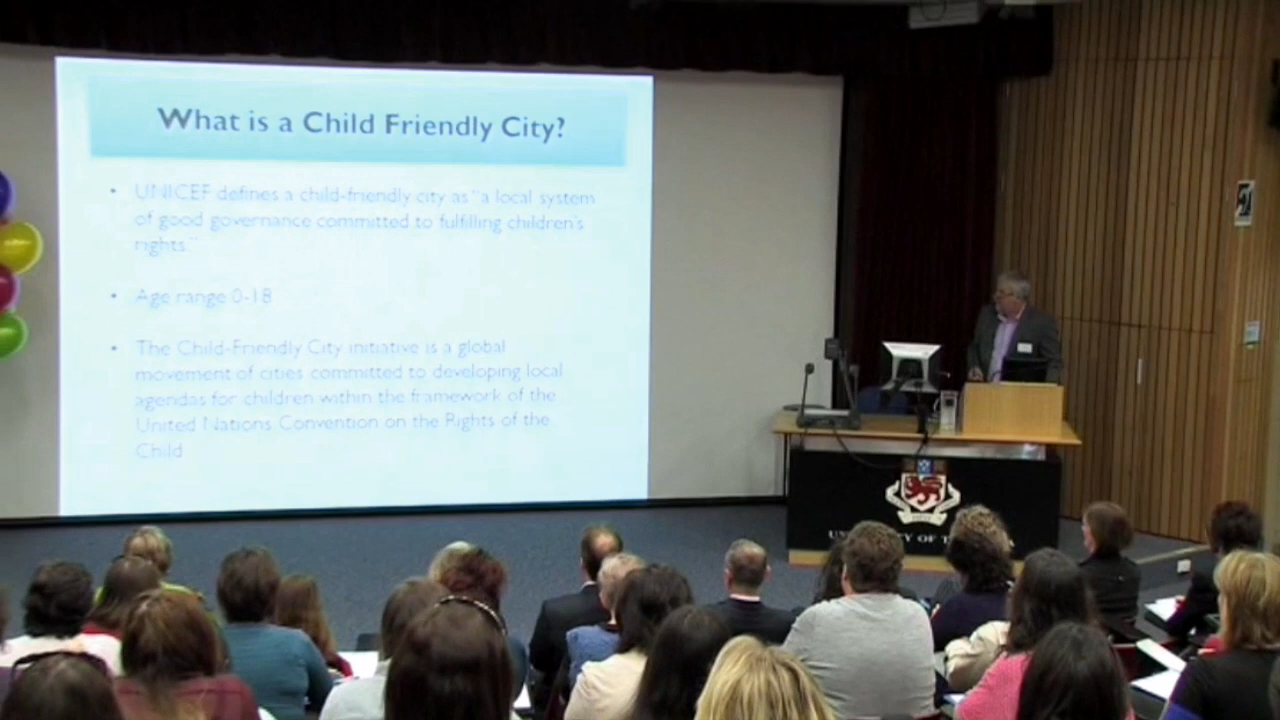 What is a Child Friendly City?
• UNICEF defines a child-friendly city as "a local system
of good governance committed to fulfilling children's
rights"
• Age range 0-18
• The Child-Friendly City initiative is a global
movement of cities committed to developing local
agendas for children within the framework of the
United Nations Convention on the Rights of the
Child
OF